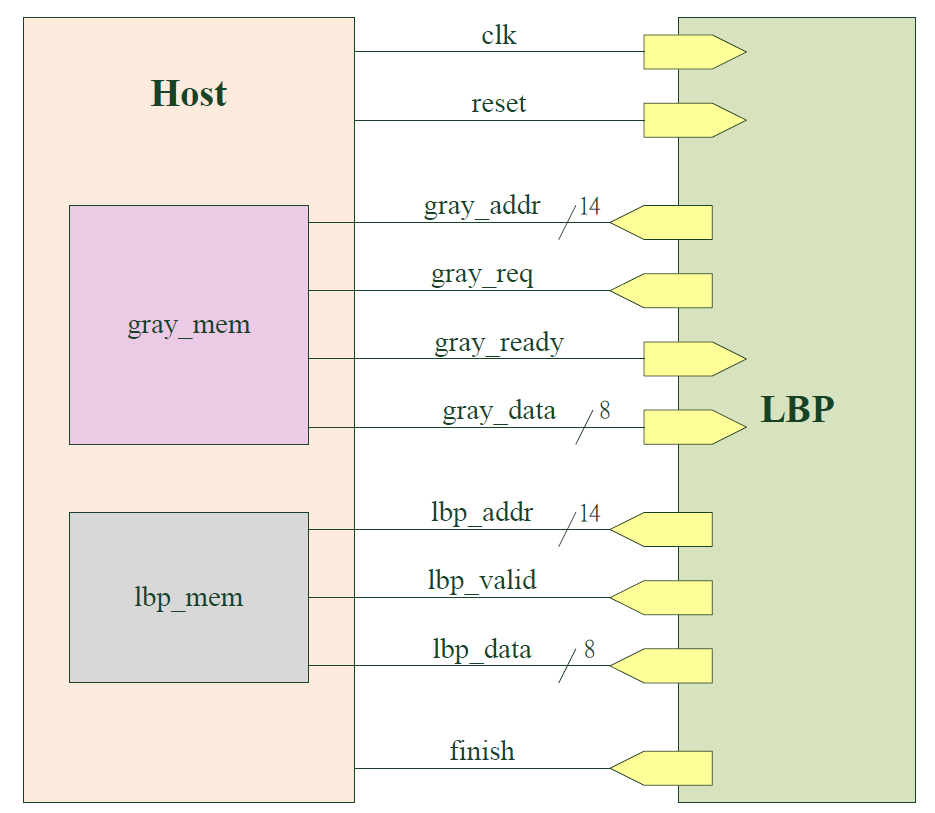 clk
Host
reset
gray_addr 14
gray_req
gray_mem
gray_ready
gray_data 8
LBP
lbp_addr 14
lbp_valid
lbp_mem
lbp_data 8
finish